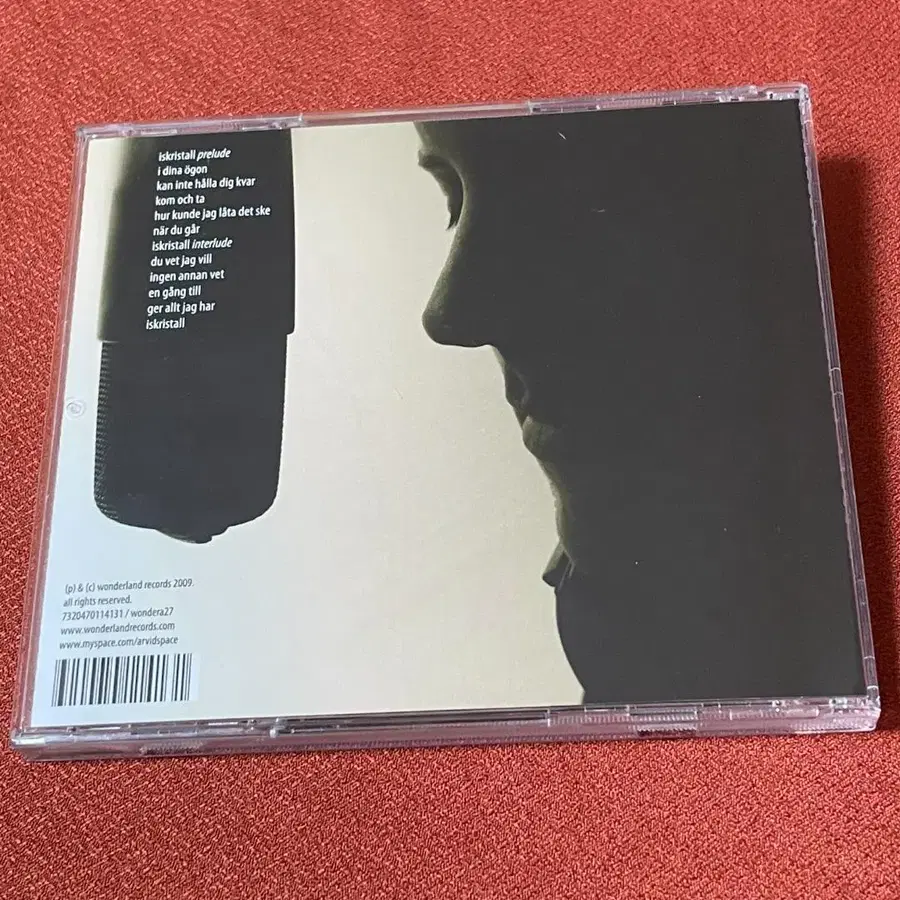 iskristall prelude
i dina ögon
kan inte hålla dig kvar
kom och ta
hur kunde jag låta det ske
när du går
iskristall interlude
du vet jag vill
ingen annan vet
en gång till
ger allt jag har
iskristall
(p) & (c) wonderland records 2009.
all rights reserved.
7320470114131 / wondera27
www.wonderlandrecords.com
www.myspace.com/arvidspace